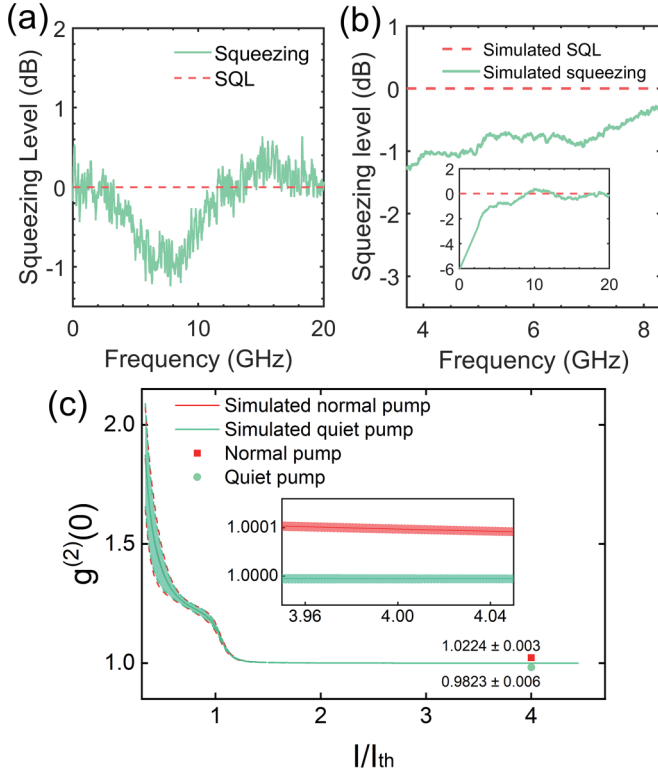 (a)
2
1
0
-1
Squeezing Level (dB)
Squeezing
SQL
0
10
20
Frequency (GHz)
(b)
1
0
-1
-2
-3
Squeezing level (dB)
Simulated SQL
Simulated squeezing
2
0
-2
-4
-6
0
10
20
4
6
8
Frequency (GHz)
(c)
2.0
1.5
1.0
g(2)(0)
Simulated normal pump
Simulated quiet pump
Normal pump
Quiet pump
1.0001
1.0000
3.96
4.00
4.04
1.0224 ± 0.003
0.9823 ± 0.006
1
2
3
4
I/Ith